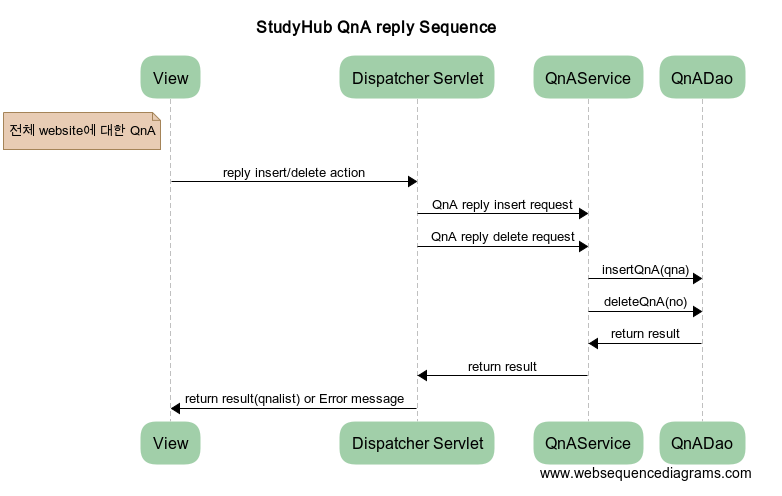 StudyHub QnA reply Sequence
View
Dispatcher Servlet
QnAService
QnADao
전체 website에 대한 QnA
reply insert/delete action
QnA reply insert request
QnA reply delete request
insertQnA(qna)
deleteQnA(no)
return result
return result
return result(qnalist) or Error message
View
Dispatcher Servlet
QnAService
QnADao
www.websequencediagrams.com